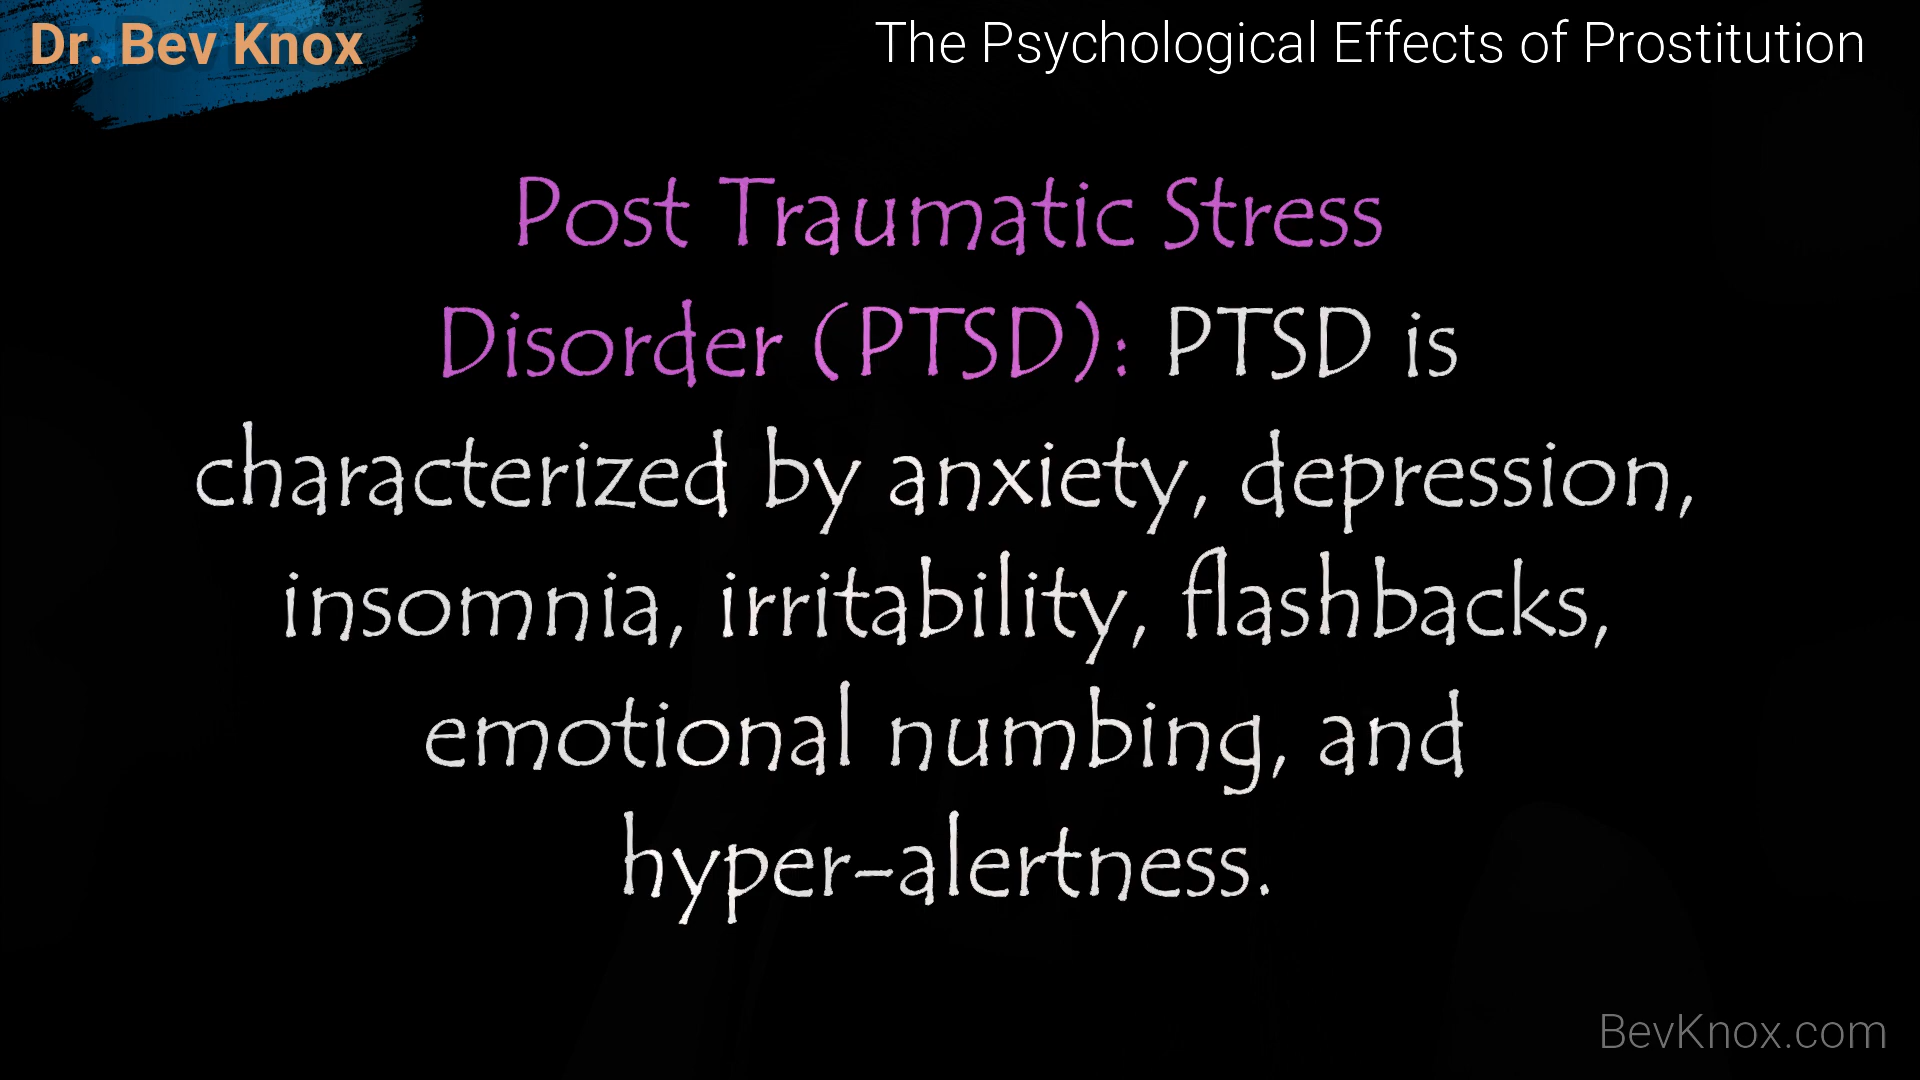 Dr. Bev Knox
The Psychological Effects of Prostitution
Post Traumatic Stress
Disorder (PTSD): PTSD is
characterized by anxiety, depression,
insomnia, irritability, flashbacks,
emotional numbing, and
hyper-alertness.
BevKnox.com